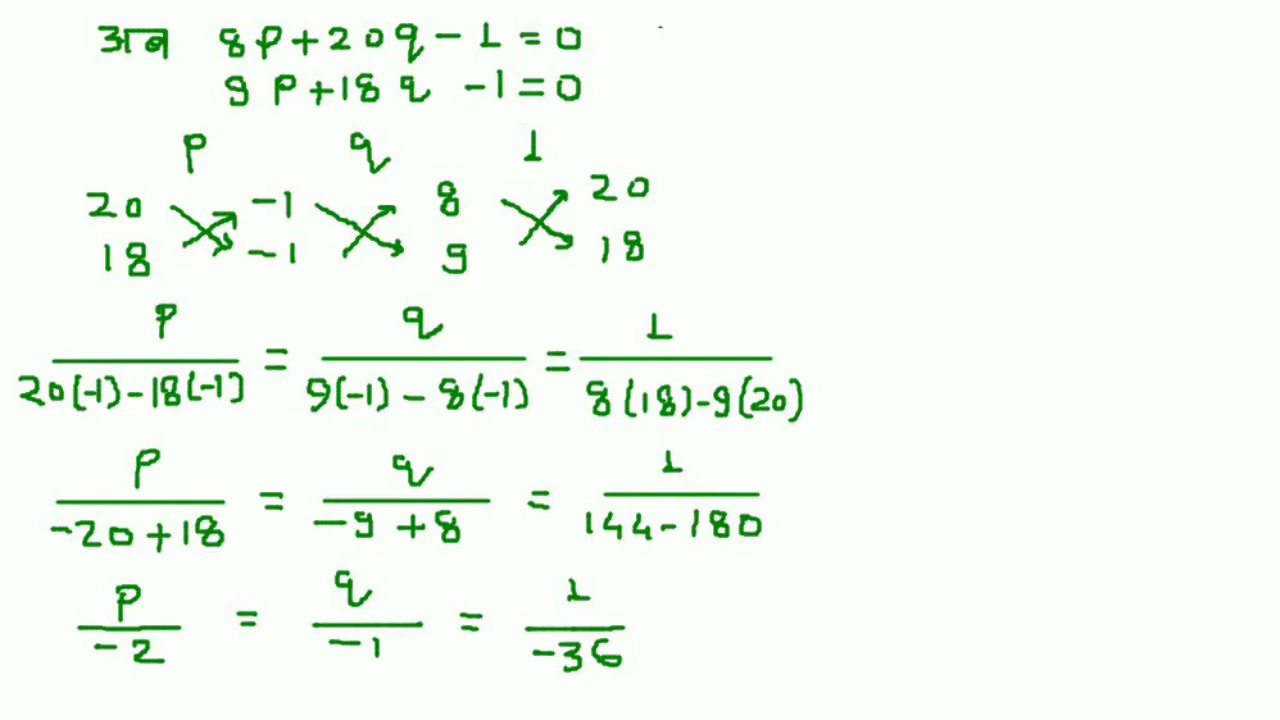 अब 8p+20q-1=0
9p+18q-1=0
p q 1
20 -1 8 20
18 -1 9 18
p = q = 1
20(-1)-18(-1) 9(-1)-8(-1) 8(18)-9(20)
p = q = 1
-20+18 -9+8 144-180
p = q = 1
-2 -1 -36